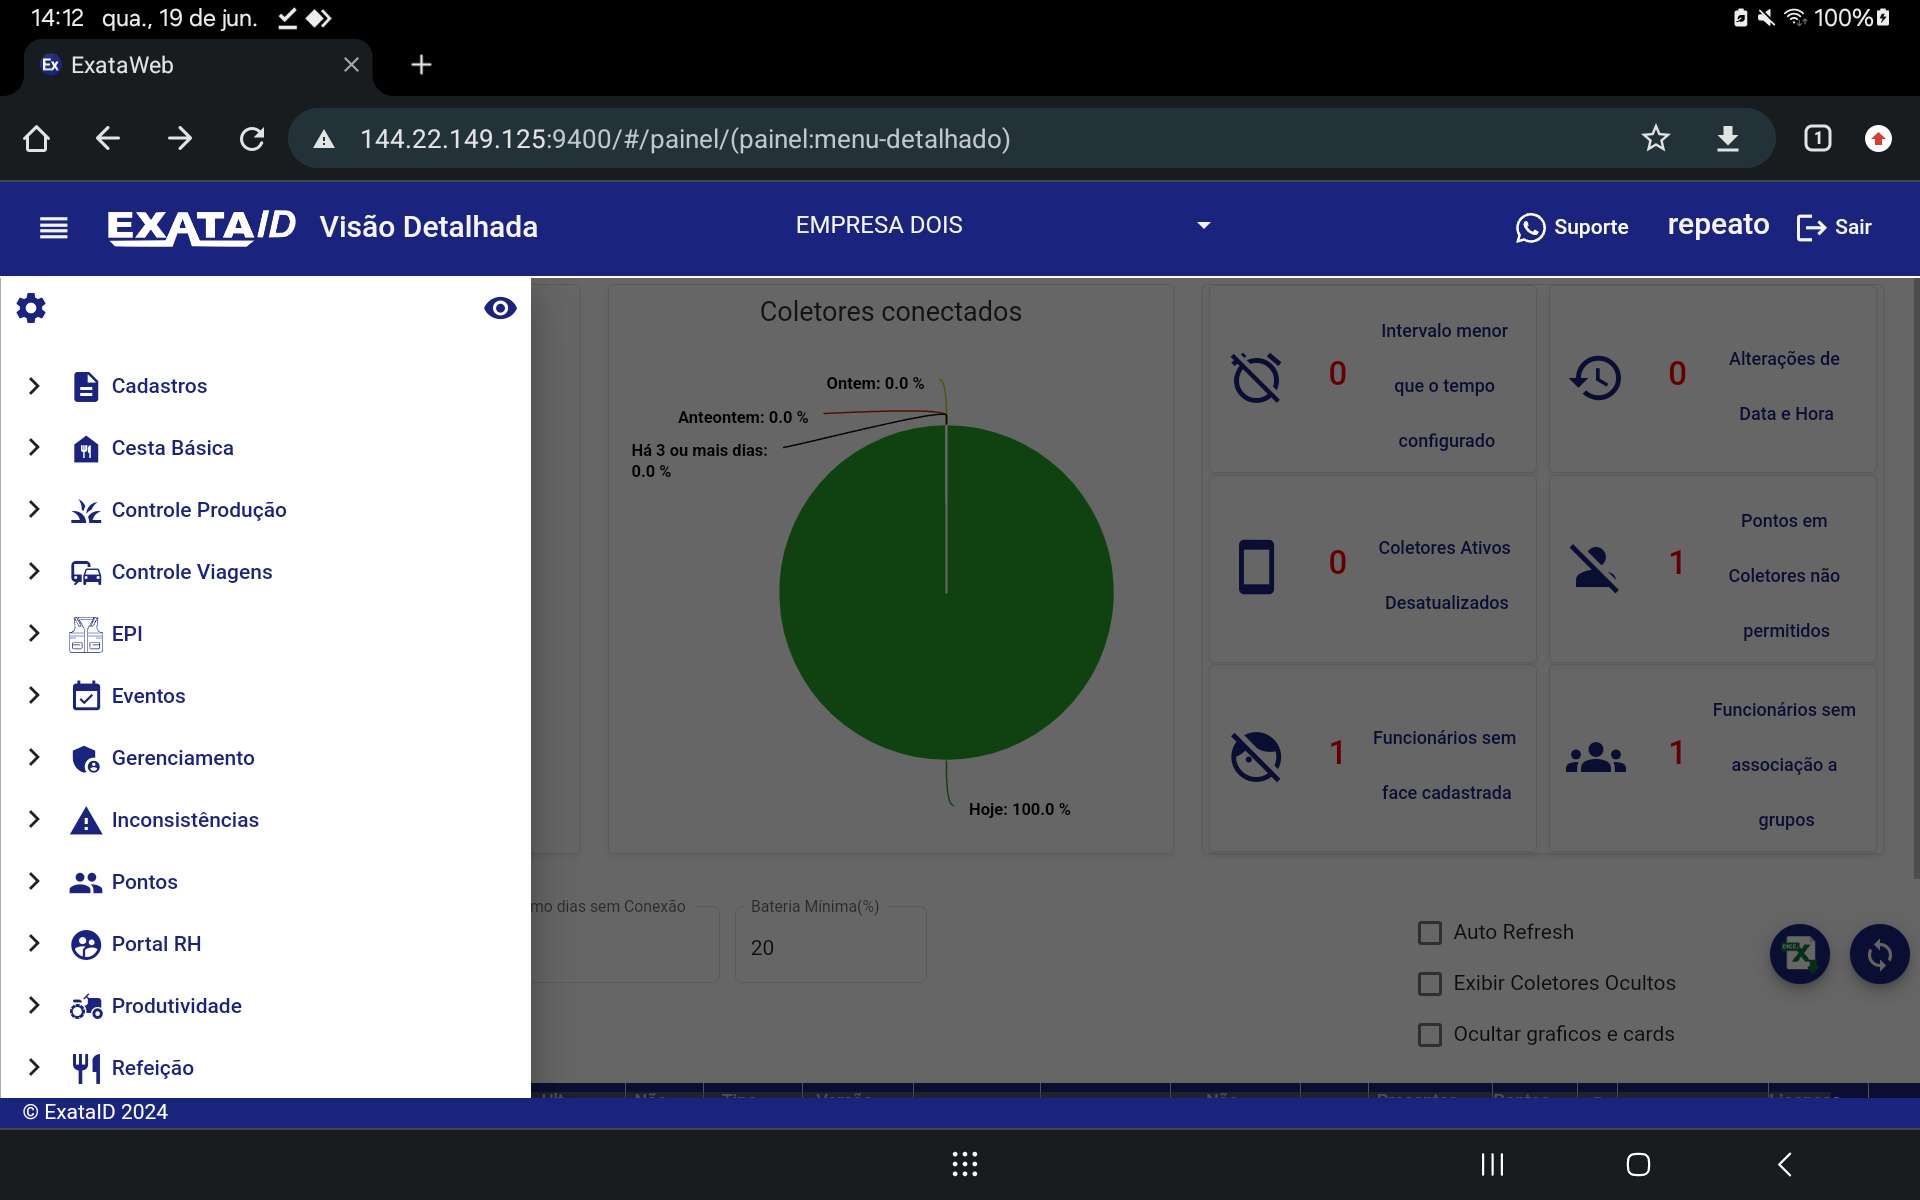 14:12 qua., 19 de jun. 100%
Ex ExataWeb
144.22.149.125:9400/#/painel/(painel:menu-detalhado) 1
EXATAID Visão Detalhada EMPRESA DOIS Suporte repeato Sair
Cadastros
Cesta Básica
Controle Produção
Controle Viagens
EPI
Eventos
Gerenciamento
Inconsistências
Pontos
Portal RH
Produtividade
Refeição
Coletores conectados
Ontem: 0.0 %
Anteontem: 0.0 %
Há 3 ou mais dias:
0.0 %
Hoje: 100.0 %
0
Intervalo menor
que o tempo
configurado
0
Alterações de
Data e Hora
0
Coletores Ativos
Desatualizados
1
Pontos em
Coletores não
permitidos
1
Funcionários sem
face cadastrada
1
Funcionários sem
associação a
grupos
mo dias sem Conexão
Bateria Mínima(%)
20
Auto Refresh
Exibir Coletores Ocultos
Ocultar graficos e cards
© ExataID 2024